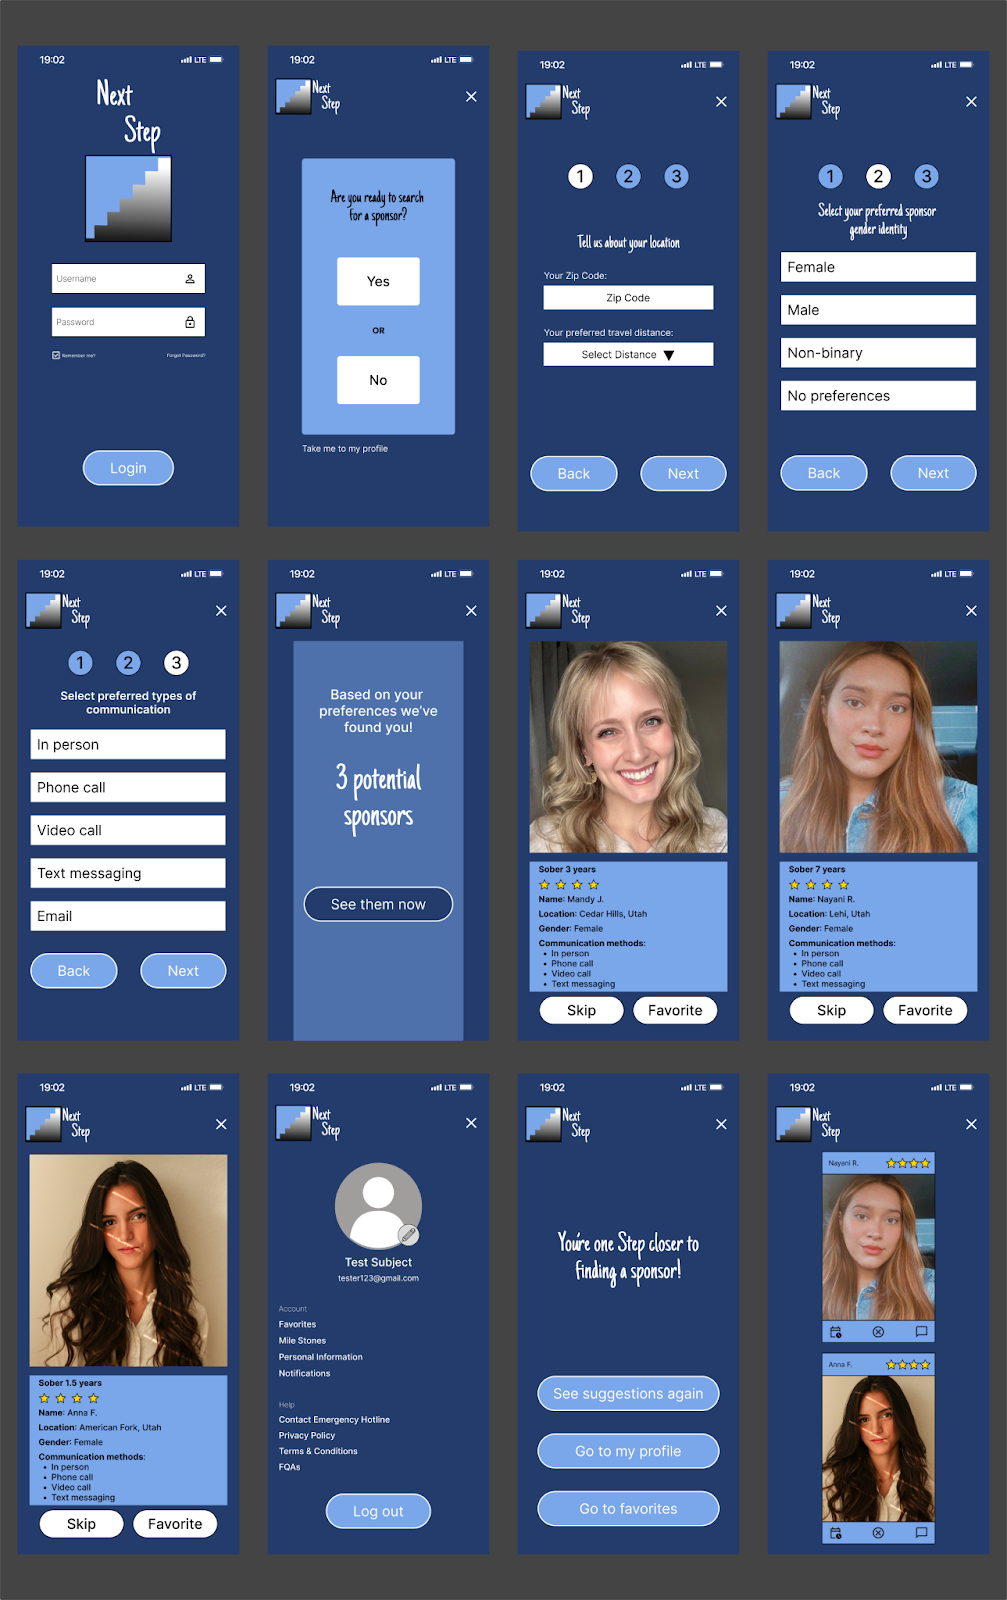 19:02
LTE
Next
Step
Username
Password
Remember me?
Forgot Password?
Login
19:02
LTE
Next
Step
Are you ready to search
for a sponsor?
Yes
OR
No
Take me to my profile
19:02
LTE
Next
Step
1 2 3
Tell us about your location
Your Zip Code:
Zip Code
Your preferred travel distance:
Select Distance
Back
Next
19:02
LTE
Next
Step
1 2 3
Select your preferred sponsor
gender identity
Female
Male
Non-binary
No preferences
Back
Next
19:02
LTE
Next
Step
1 2 3
Select preferred types of
communication
In person
Phone call
Video call
Text messaging
Email
Back
Next
19:02
LTE
Next
Step
Based on your
preferences we've
found you!
3 potential
sponsors
See them now
19:02
LTE
Next
Step
Sober 3 years
Name: Mandy J.
Location: Cedar Hills, Utah
Gender: Female
Communication methods:
• In person
• Phone call
• Video call
• Text messaging
Skip
Favorite
19:02
LTE
Next
Step
Sober 7 years
Name: Nayani R.
Location: Lehi, Utah
Gender: Female
Communication methods:
• In person
• Phone call
• Video call
• Text messaging
Skip
Favorite
19:02
LTE
Next
Step
Sober 1.5 years
Name: Anna F.
Location: American Fork, Utah
Gender: Female
Communication methods:
• In person
• Phone call
• Video call
• Text messaging
Skip
Favorite
19:02
LTE
Next
Step
Test Subject
tester123@gmail.com
Account
Favorites
Mile Stones
Personal Information
Notifications
Help
Contact Emergency Hotline
Privacy Policy
Terms & Conditions
FQAs
Log out
19:02
LTE
Next
Step
You're one Step closer to
finding a sponsor!
See suggestions again
Go to my profile
Go to favorites
19:02
LTE
Next
Step
Nayani R.
Anna F.